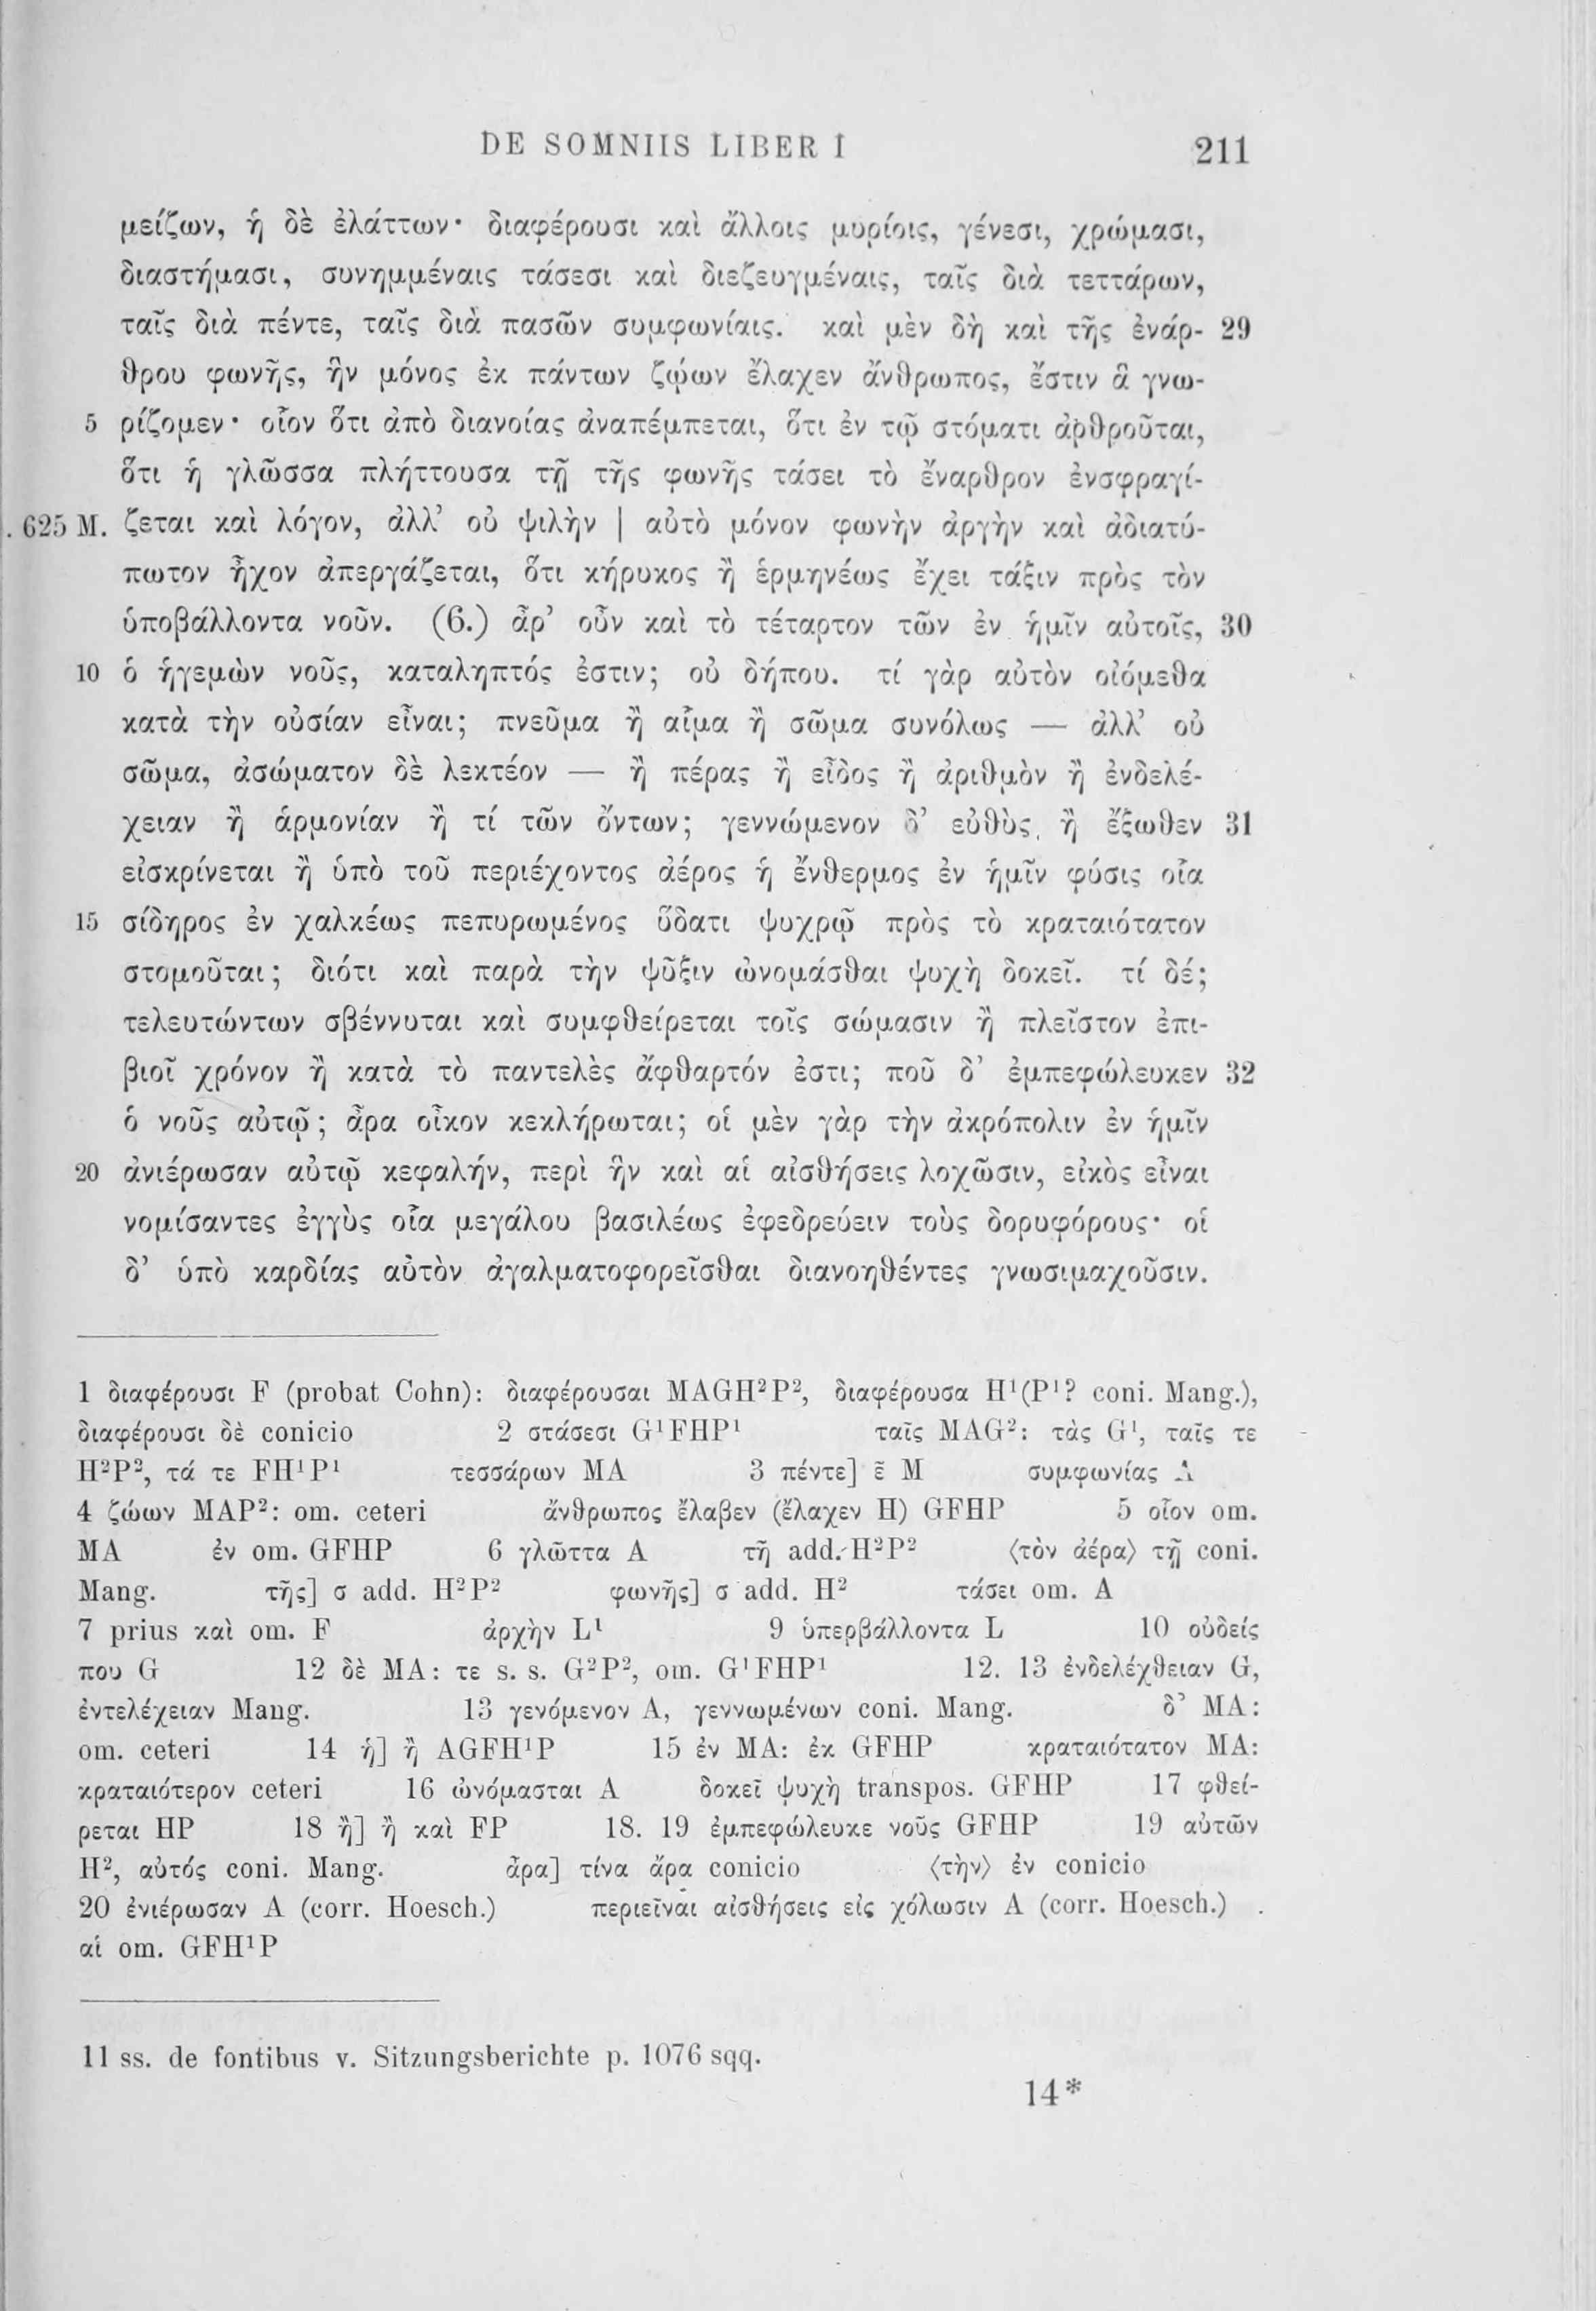 DE SOMNIIS LIBER I 211
μείζων, ἡ δὲ ἐλάττων· διαφέρουσι καὶ ἄλλοις μυρίοις, γένεσι, χρώμασι,
διαστήμασι, συνημμέναις τάσεσι καὶ διεζευγμέναις, ταῖς διὰ τεττάρων,
ταῖς διὰ πέντε, ταῖς διὰ πασῶν συμφωνίαις. καὶ μὲν δὴ καὶ τῆς ἐνάρ- 29
θρου φωνῆς, ἣν μόνος ἐκ πάντων ζῴων ἔλαχεν ἄνθρωπος, ἔστιν ἃ γνω-
5 ρίζομεν· οἷον ὅτι ἀπὸ διανοίας ἀναπέμπεται, ὅτι ἐν τῷ στόματι ἀρθροῦται,
ὅτι ἡ γλῶσσα πλήττουσα τῇ τῆς φωνῆς τάσει τὸ ἔναρθρον ἐνσφραγί-
. 625 M. ζεται καὶ λόγον, ἀλλ’ οὐ ψιλὴν | αὐτὸ μόνον φωνὴν ἀργὴν καὶ ἀδιατύ-
πωτον ἦχον ἀπεργάζεται, ὅτι κήρυκος ἢ ἑρμηνέως ἔχει τάξιν πρὸς τὸν
ὑποβάλλοντα νοῦν. (6.) ἆρ’ οὖν καὶ τὸ τέταρτον τῶν ἐν ἡμῖν αὐτοῖς, 30
10 ὁ ἡγεμὼν νοῦς, καταληπτός ἐστιν; οὐ δήπου. τί γὰρ αὐτὸν οἰόμεθα
κατὰ τὴν οὐσίαν εἶναι; πνεῦμα ἢ αἷμα ἢ σῶμα συνόλως — ἀλλ’ οὐ
σῶμα, ἀσώματον δὲ λεκτέον — ἢ πέρας ἢ εἶδος ἢ ἀριθμὸν ἢ ἐνδελέ-
χειαν ἢ ἁρμονίαν ἢ τί τῶν ὄντων; γεννώμενον δ’ εὐθὺς ἢ ἔξωθεν 31
εἰσκρίνεται ἢ ὑπὸ τοῦ περιέχοντος ἀέρος ἡ ἔνθερμος ἐν ἡμῖν φύσις οἷα
15 σίδηρος ἐν χαλκέως πεπυρωμένος ὕδατι ψυχρῷ πρὸς τὸ κραταιότατον
στομοῦται; διότι καὶ παρὰ τὴν ψῦξιν ὠνομάσθαι ψυχὴ δοκεῖ. τί δέ;
τελευτώντων σβέννυται καὶ συμφθείρεται τοῖς σώμασιν ἢ πλεῖστον ἐπι-
βιοῖ χρόνον ἢ κατὰ τὸ παντελὲς ἄφθαρτόν ἐστι; ποῦ δ’ ἐμπεφώλευκεν 32
ὁ νοῦς αὐτῷ; ἆρα οἶκον κεκλήρωται; οἱ μὲν γὰρ τὴν ἀκρόπολιν ἐν ἡμῖν
20 ἀνιέρωσαν αὐτῷ κεφαλήν, περὶ ἣν καὶ αἱ αἰσθήσεις λοχῶσιν, εἰκὸς εἶναι
νομίσαντες ἐγγὺς οἷα μεγάλου βασιλέως ἐφεδρεύειν τοὺς δορυφόρους· οἱ
δ’ ὑπὸ καρδίας αὐτὸν ἀγαλματοφορεῖσθαι διανοηθέντες γνωσιμαχοῦσιν.
1 διαφέρουσι F (probat Cohn): διαφέρουσαι MAGH²P², διαφέρουσα H¹(P¹? coni. Mang.),
διαφέρουσι δὲ conicio 2 στάσεσι G¹FHP¹ ταῖς MAG²: τὰς G¹, ταῖς τε
H²P², τά τε FH¹P¹ τεσσάρων MA 3 πέντε] ε̄ M συμφωνίας A
4 ζώων MAP²: om. ceteri ἄνθρωπος ἔλαβεν (ἔλαχεν H) GFHP 5 οἷον om.
MA ἐν om. GFHP 6 γλῶττα A τῆ add. H²P² ⟨τὸν ἀέρα⟩ τῇ coni.
Mang. τῆς] σ add. H²P² φωνῆς] σ add. H² τάσει om. A
7 prius καὶ om. F ἀρχὴν L¹ 9 ὑπερβάλλοντα L 10 οὐδείς
που G 12 δὲ MA: τε s. s. G²P², om. G¹FHP¹ 12. 13 ἐνδελέχθειαν G,
ἐντελέχειαν Mang. 13 γενόμενον A, γεννωμένων coni. Mang. δ’ MA:
om. ceteri 14 ἡ] ἢ AGFH¹P 15 ἐν MA: ἐκ GFHP κραταιότατον MA:
κραταιότερον ceteri 16 ὠνόμασται A δοκεῖ ψυχὴ transpos. GFHP 17 φθεί-
ρεται HP 18 ἢ] ἢ καὶ FP 18. 19 ἐμπεφώλευκε νοῦς GFHP 19 αὐτῶν
H², αὐτός coni. Mang. ἆρα] τίνα ἄρα conicio ⟨τὴν⟩ ἐν conicio
20 ἐνιέρωσαν A (corr. Hoesch.) περιεῖναι αἰσθήσεις εἰς χόλωσιν A (corr. Hoesch.)
αἱ om. GFH¹P
11 ss. de fontibus v. Sitzungsberichte p. 1076 sqq.
14*